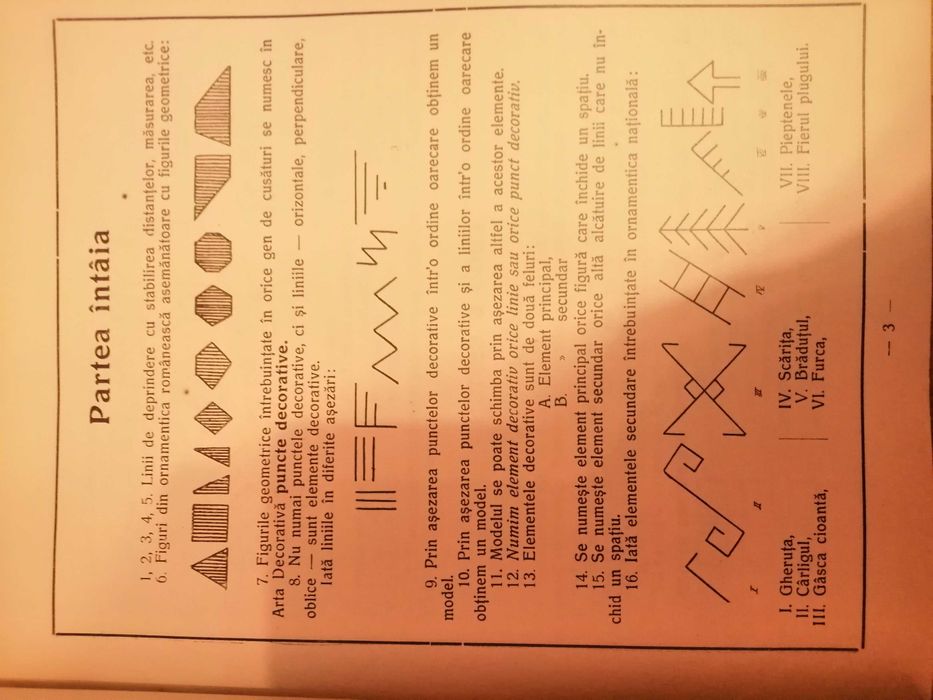 Partea întâia
1, 2, 3, 4, 5. Linii de deprindere cu stabilirea distanțelor, măsurarea, etc.
6. Figuri din ornamentica românească asemănătoare cu figurile geometrice:
7. Figurile geometrice întrebuințate în orice gen de cusături se numesc în
Arta Decorativă puncte decorative.
8. Nu numai punctele decorative, ci și liniile — orizontale, perpendiculare,
oblice — sunt elemente decorative.
Iată liniile în diferite așezări:
9. Prin așezarea punctelor decorative într'o ordine oarecare obținem un
model.
10. Prin așezarea punctelor decorative și a liniilor într'o ordine oarecare
obținem un model.
11. Modelul se poate schimba prin așezarea altfel a acestor elemente.
12. Numim element decorativ orice linie sau orice punct decorativ.
13. Elementele decorative sunt de două feluri:
A. Element principal,
B. » secundar
14. Se numește element principal orice figură care închide un spațiu.
15. Se numește element secundar orice altă alcătuire de linii care nu în-
chid un spațiu.
16. Iată elementele secundare întrebuințate în ornamentica națională:
I II III IV V VI
I. Gheruța,
II. Cârligul,
III. Gâsca cioantă,
IV. Scărița,
V. Brăduțul,
VI. Furca,
VII. Pieptenele,
VIII. Fierul plugului.
— 3 —